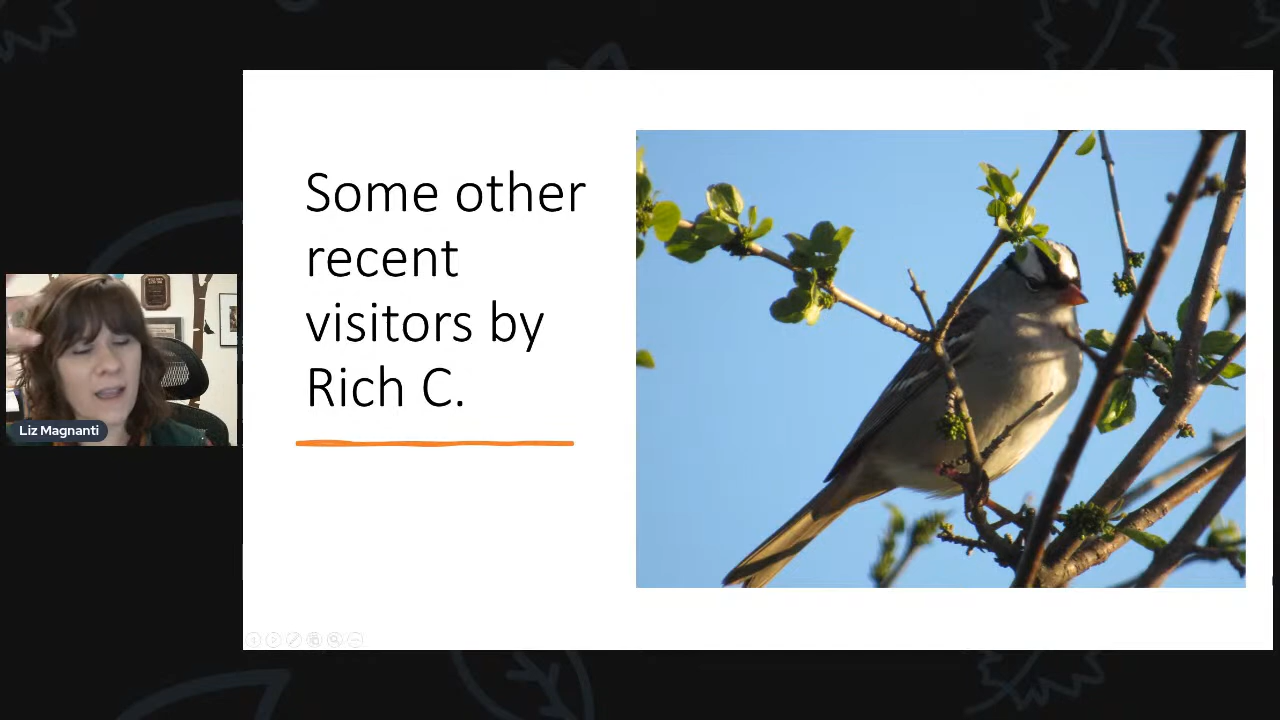 Some other
recent
visitors by
Rich C.
Liz Magnanti